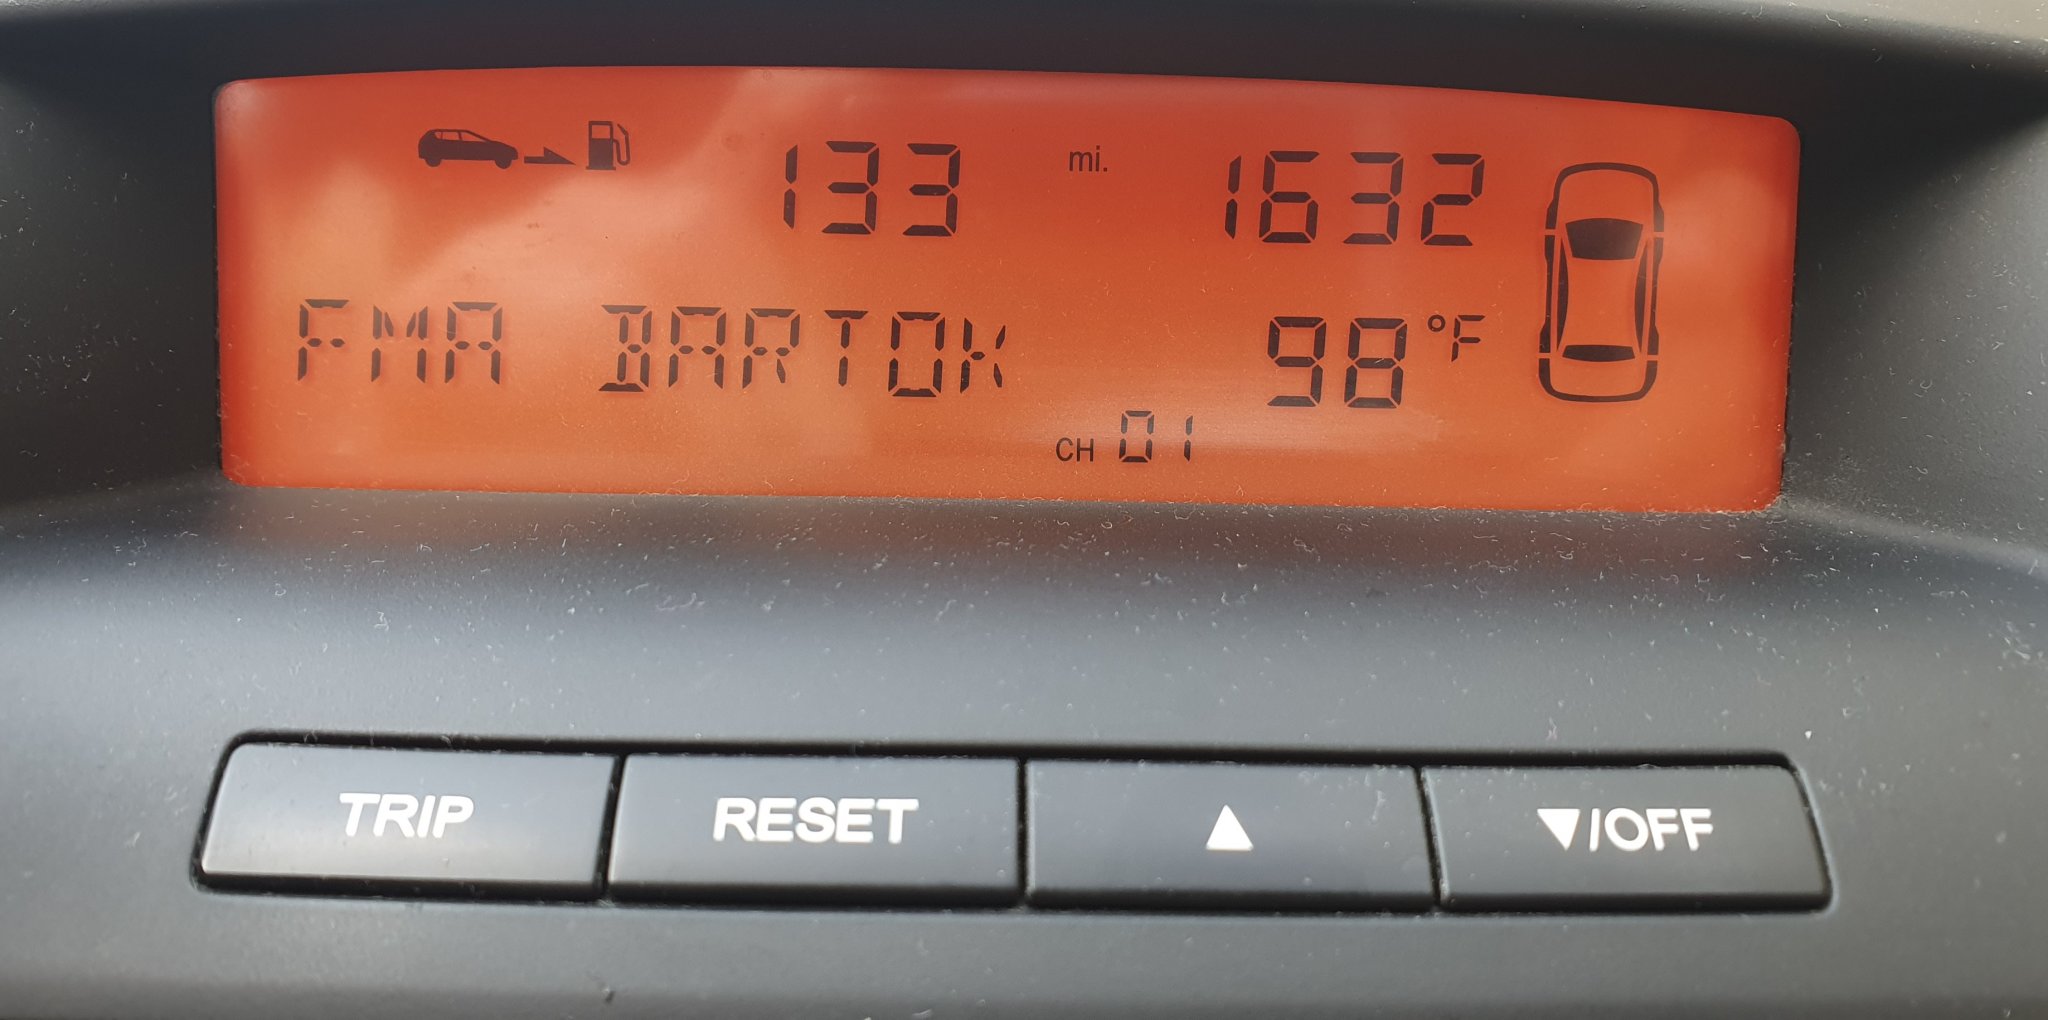 133 mi. 1632
FMA BARTOK 98°F
CH 01
TRIP RESET ▲ ▼/OFF